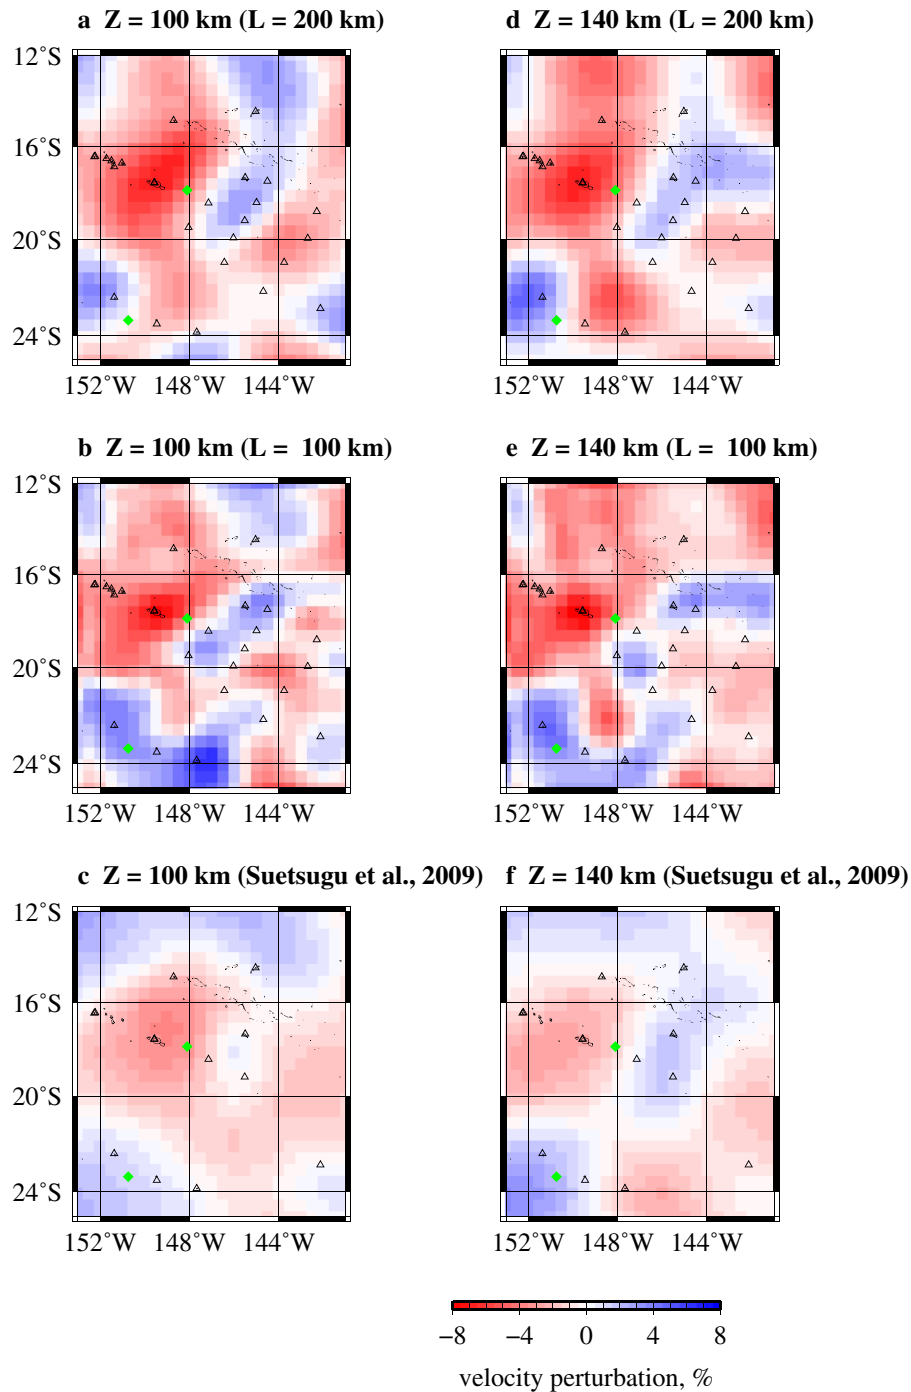 a Z = 100 km (L = 200 km)
d Z = 140 km (L = 200 km)
12˚S
16˚S
20˚S
24˚S
152˚W 148˚W 144˚W
152˚W 148˚W 144˚W
b Z = 100 km (L = 100 km)
e Z = 140 km (L = 100 km)
12˚S
16˚S
20˚S
24˚S
152˚W 148˚W 144˚W
152˚W 148˚W 144˚W
c Z = 100 km (Suetsugu et al., 2009)
f Z = 140 km (Suetsugu et al., 2009)
12˚S
16˚S
20˚S
24˚S
152˚W 148˚W 144˚W
152˚W 148˚W 144˚W
−8 −4 0 4 8
velocity perturbation, %